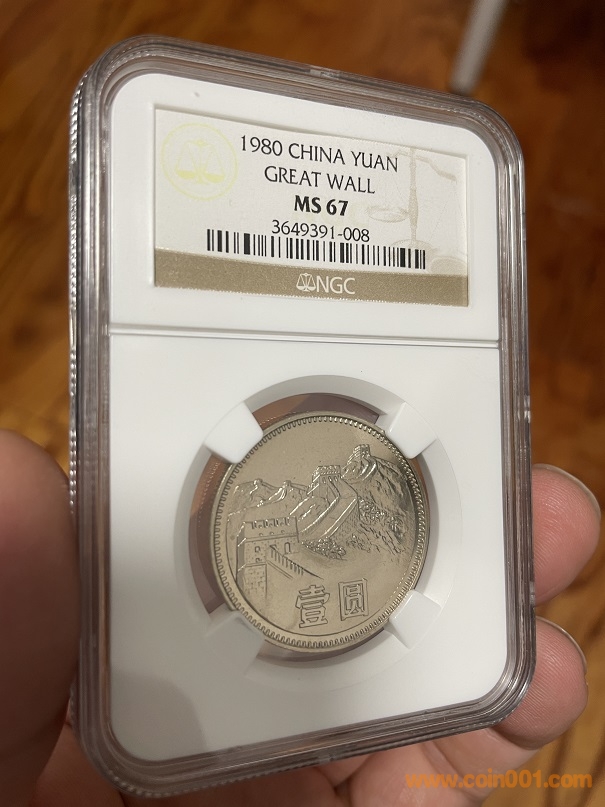 1980 CHINA YUAN
GREAT WALL
MS 67
3649391-008
NGC
壹圆
www.coin001.com